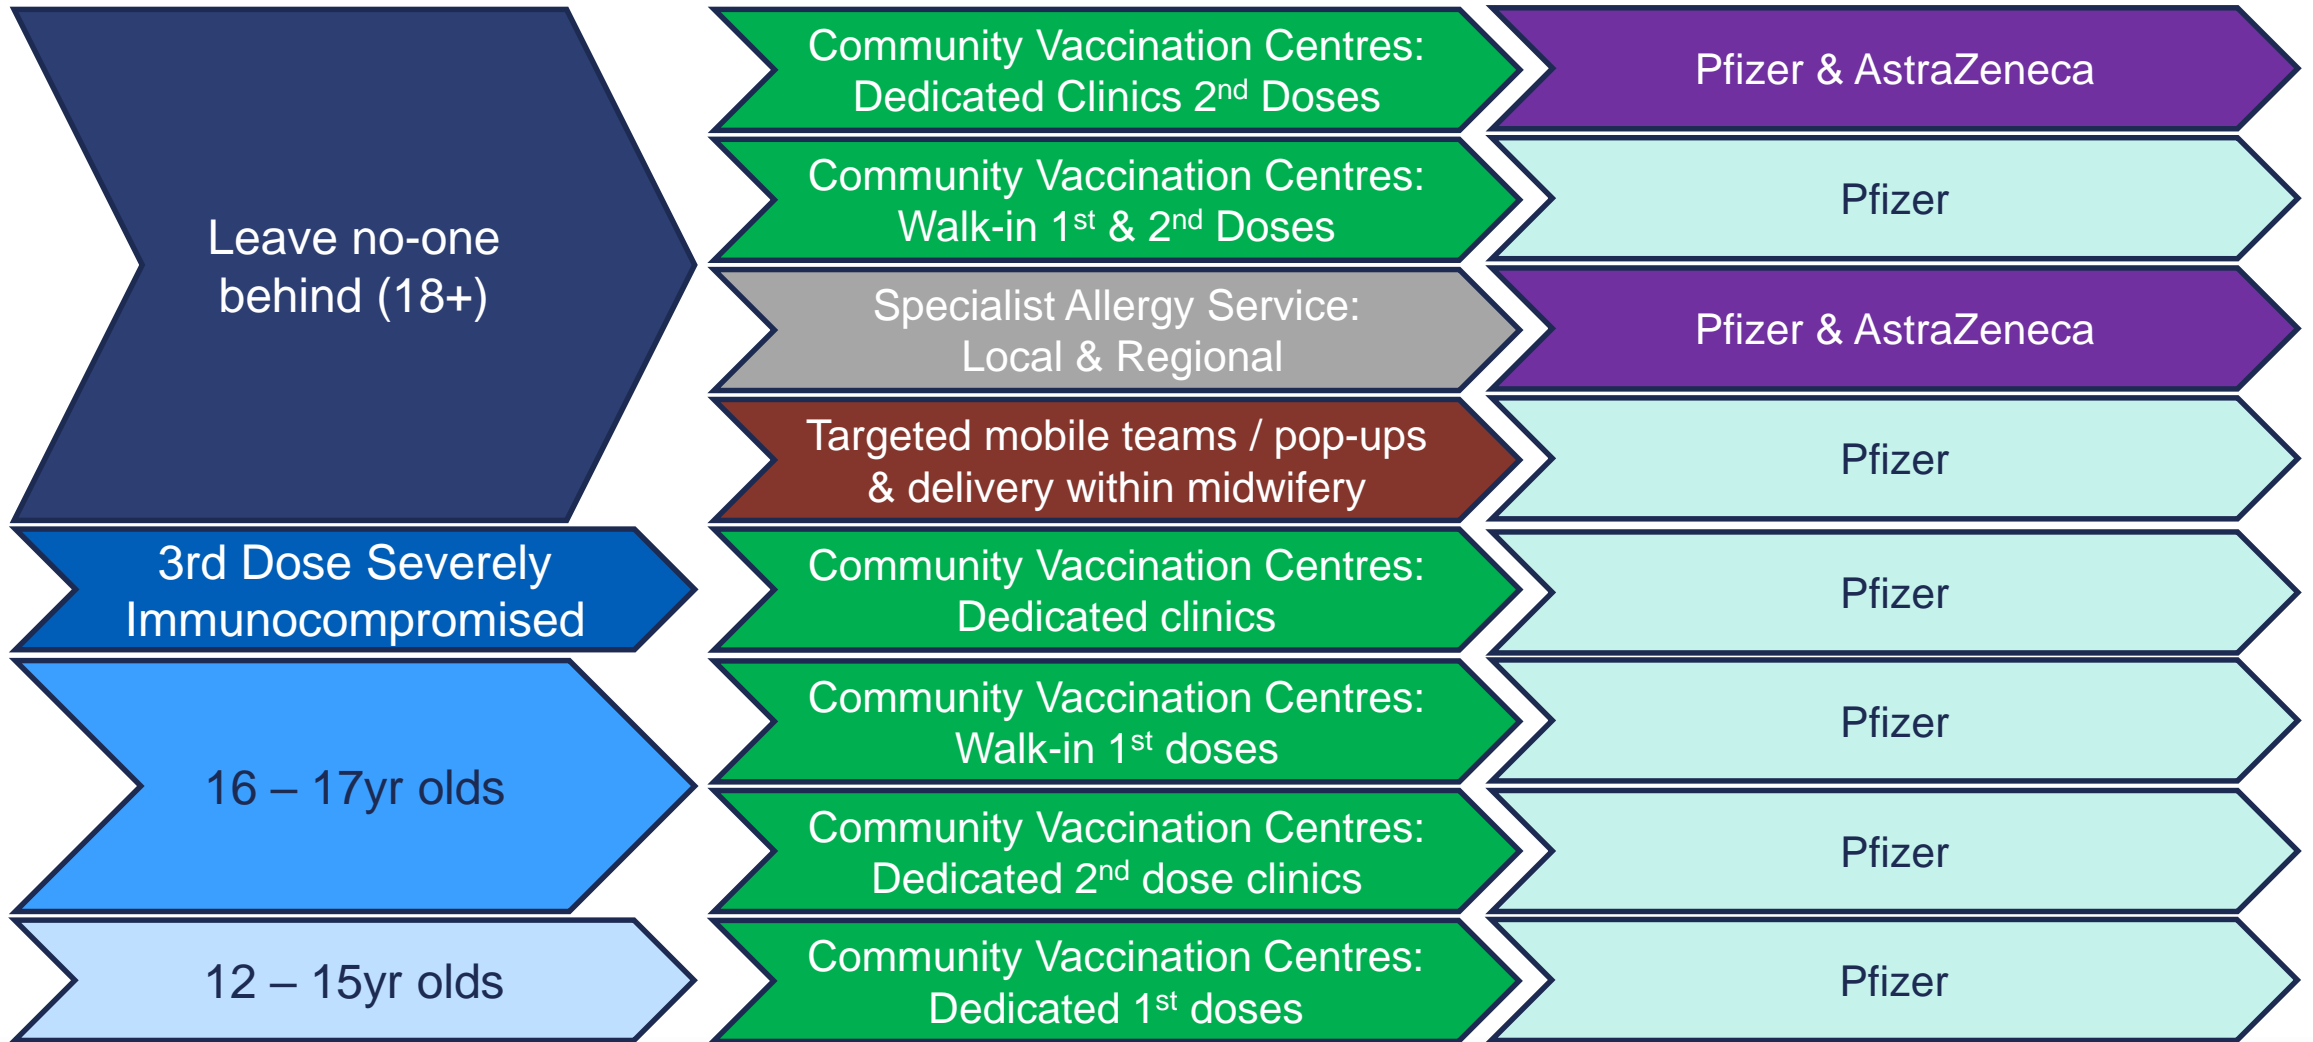 Leave no-one
behind (18+)
Community Vaccination Centres:
Dedicated Clinics 2nd Doses
Pfizer & AstraZeneca
Community Vaccination Centres:
Walk-in 1st & 2nd Doses
Pfizer
Specialist Allergy Service:
Local & Regional
Pfizer & AstraZeneca
Targeted mobile teams / pop-ups
& delivery within midwifery
Pfizer
3rd Dose Severely
Immunocompromised
Community Vaccination Centres:
Dedicated clinics
Pfizer
16 – 17yr olds
Community Vaccination Centres:
Walk-in 1st doses
Pfizer
Community Vaccination Centres:
Dedicated 2nd dose clinics
Pfizer
12 – 15yr olds
Community Vaccination Centres:
Dedicated 1st doses
Pfizer